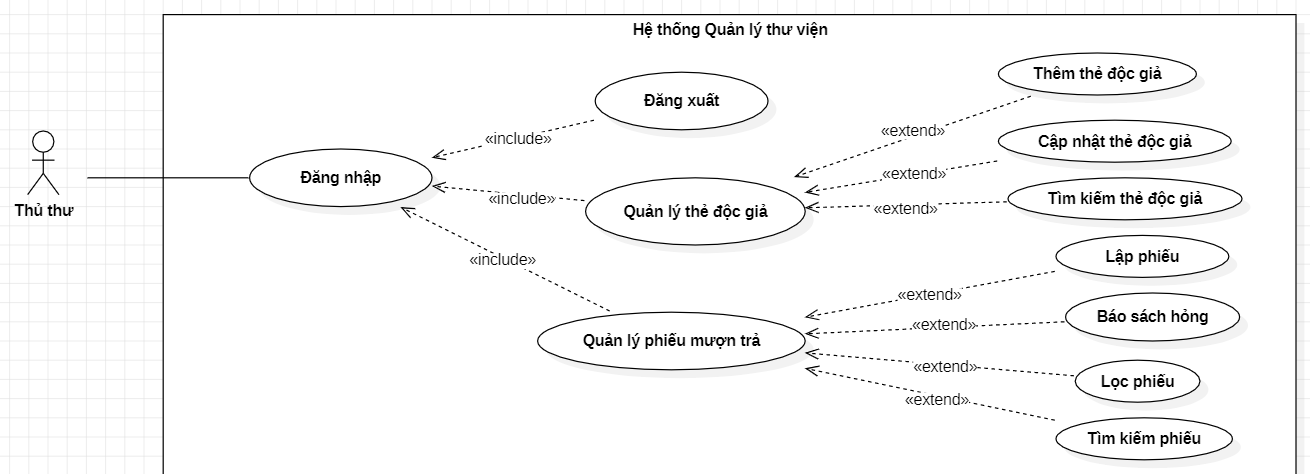 Hệ thống Quản lý thư viện
Thủ thư
Đăng nhập
«include»
Đăng xuất
«include»
Quản lý thẻ độc giả
«include»
Quản lý phiếu mượn trả
«extend»
Thêm thẻ độc giả
«extend»
Cập nhật thẻ độc giả
«extend»
Tìm kiếm thẻ độc giả
«extend»
Lập phiếu
«extend»
Báo sách hỏng
«extend»
Lọc phiếu
«extend»
Tìm kiếm phiếu